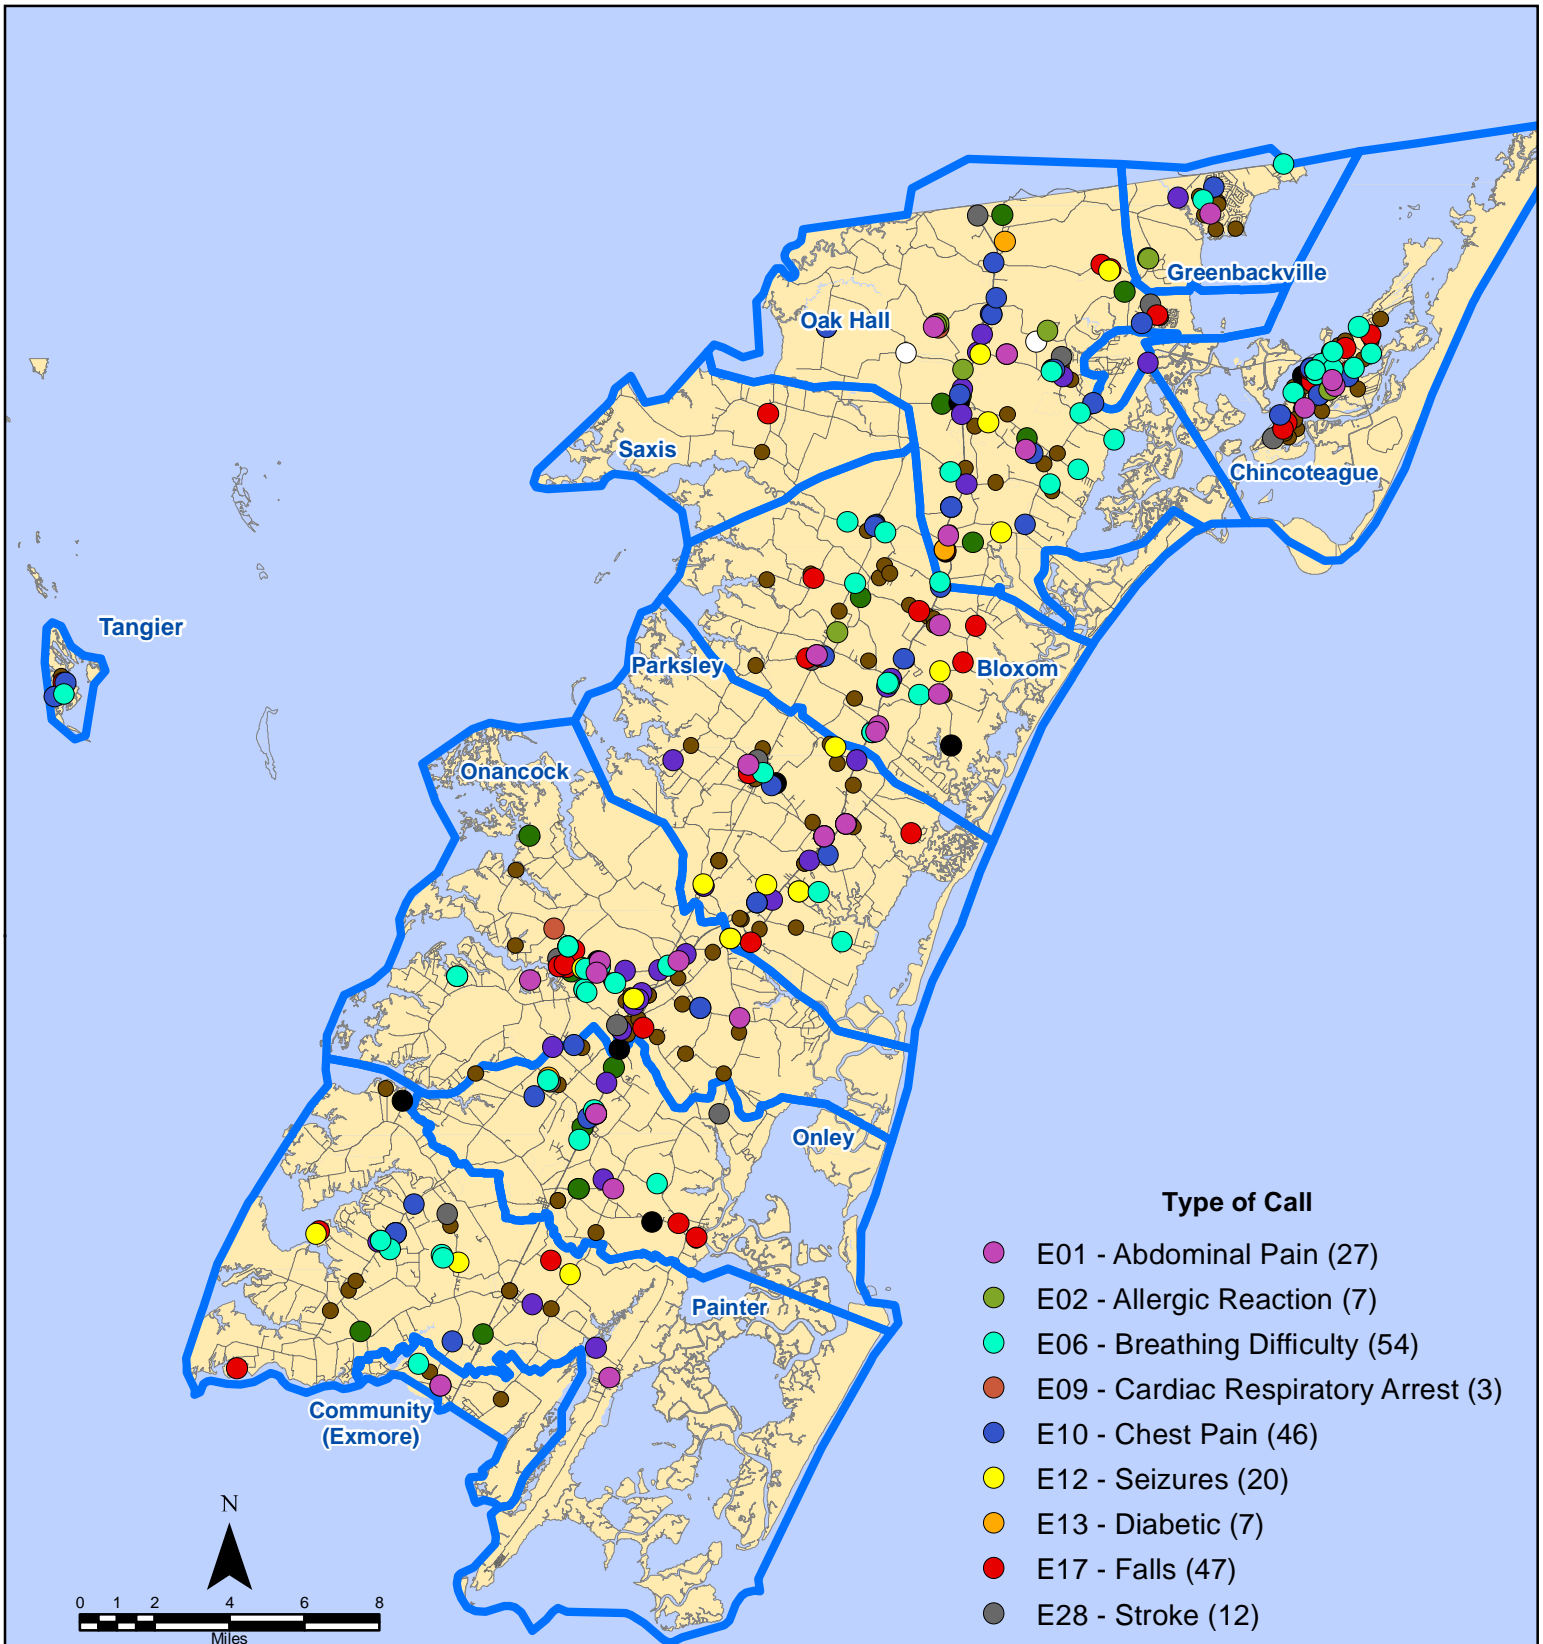 Greenbackville
Oak Hall
Saxis
Chincoteague
Tangier
Parksley
Bloxom
Onancock
Onley
Type of Call
E01 - Abdominal Pain (27)
E02 - Allergic Reaction (7)
Painter
E06 - Breathing Difficulty (54)
E09 - Cardiac Respiratory Arrest (3)
Community
(Exmore)
E10 - Chest Pain (46)
E12 - Seizures (20)
N
E13 - Diabetic (7)
E17 - Falls (47)
0 1 2 4 6 8
E28 - Stroke (12)
Miles